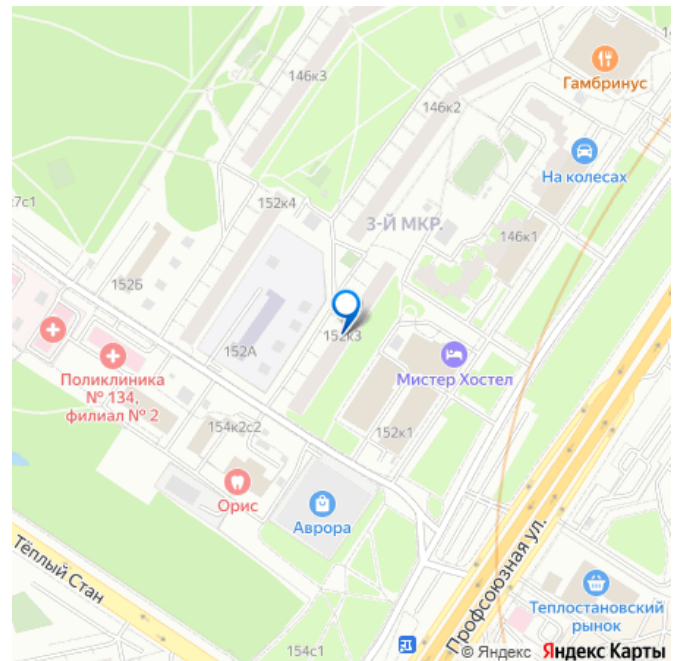 146к3
Гамбринус
146к2
На колесах
к7с1
152к4
3-Й МКР.
146к1
152Б
152к3
152А
Мистер Хостел
Поликлиника
№ 134,
филиал № 2
154к2с2
152к1
Орис
Аврора
Тёплый Стан
Профсоюзная ул.
Теплостановский
рынок
154с1
© Яндекс Яндекс Карты